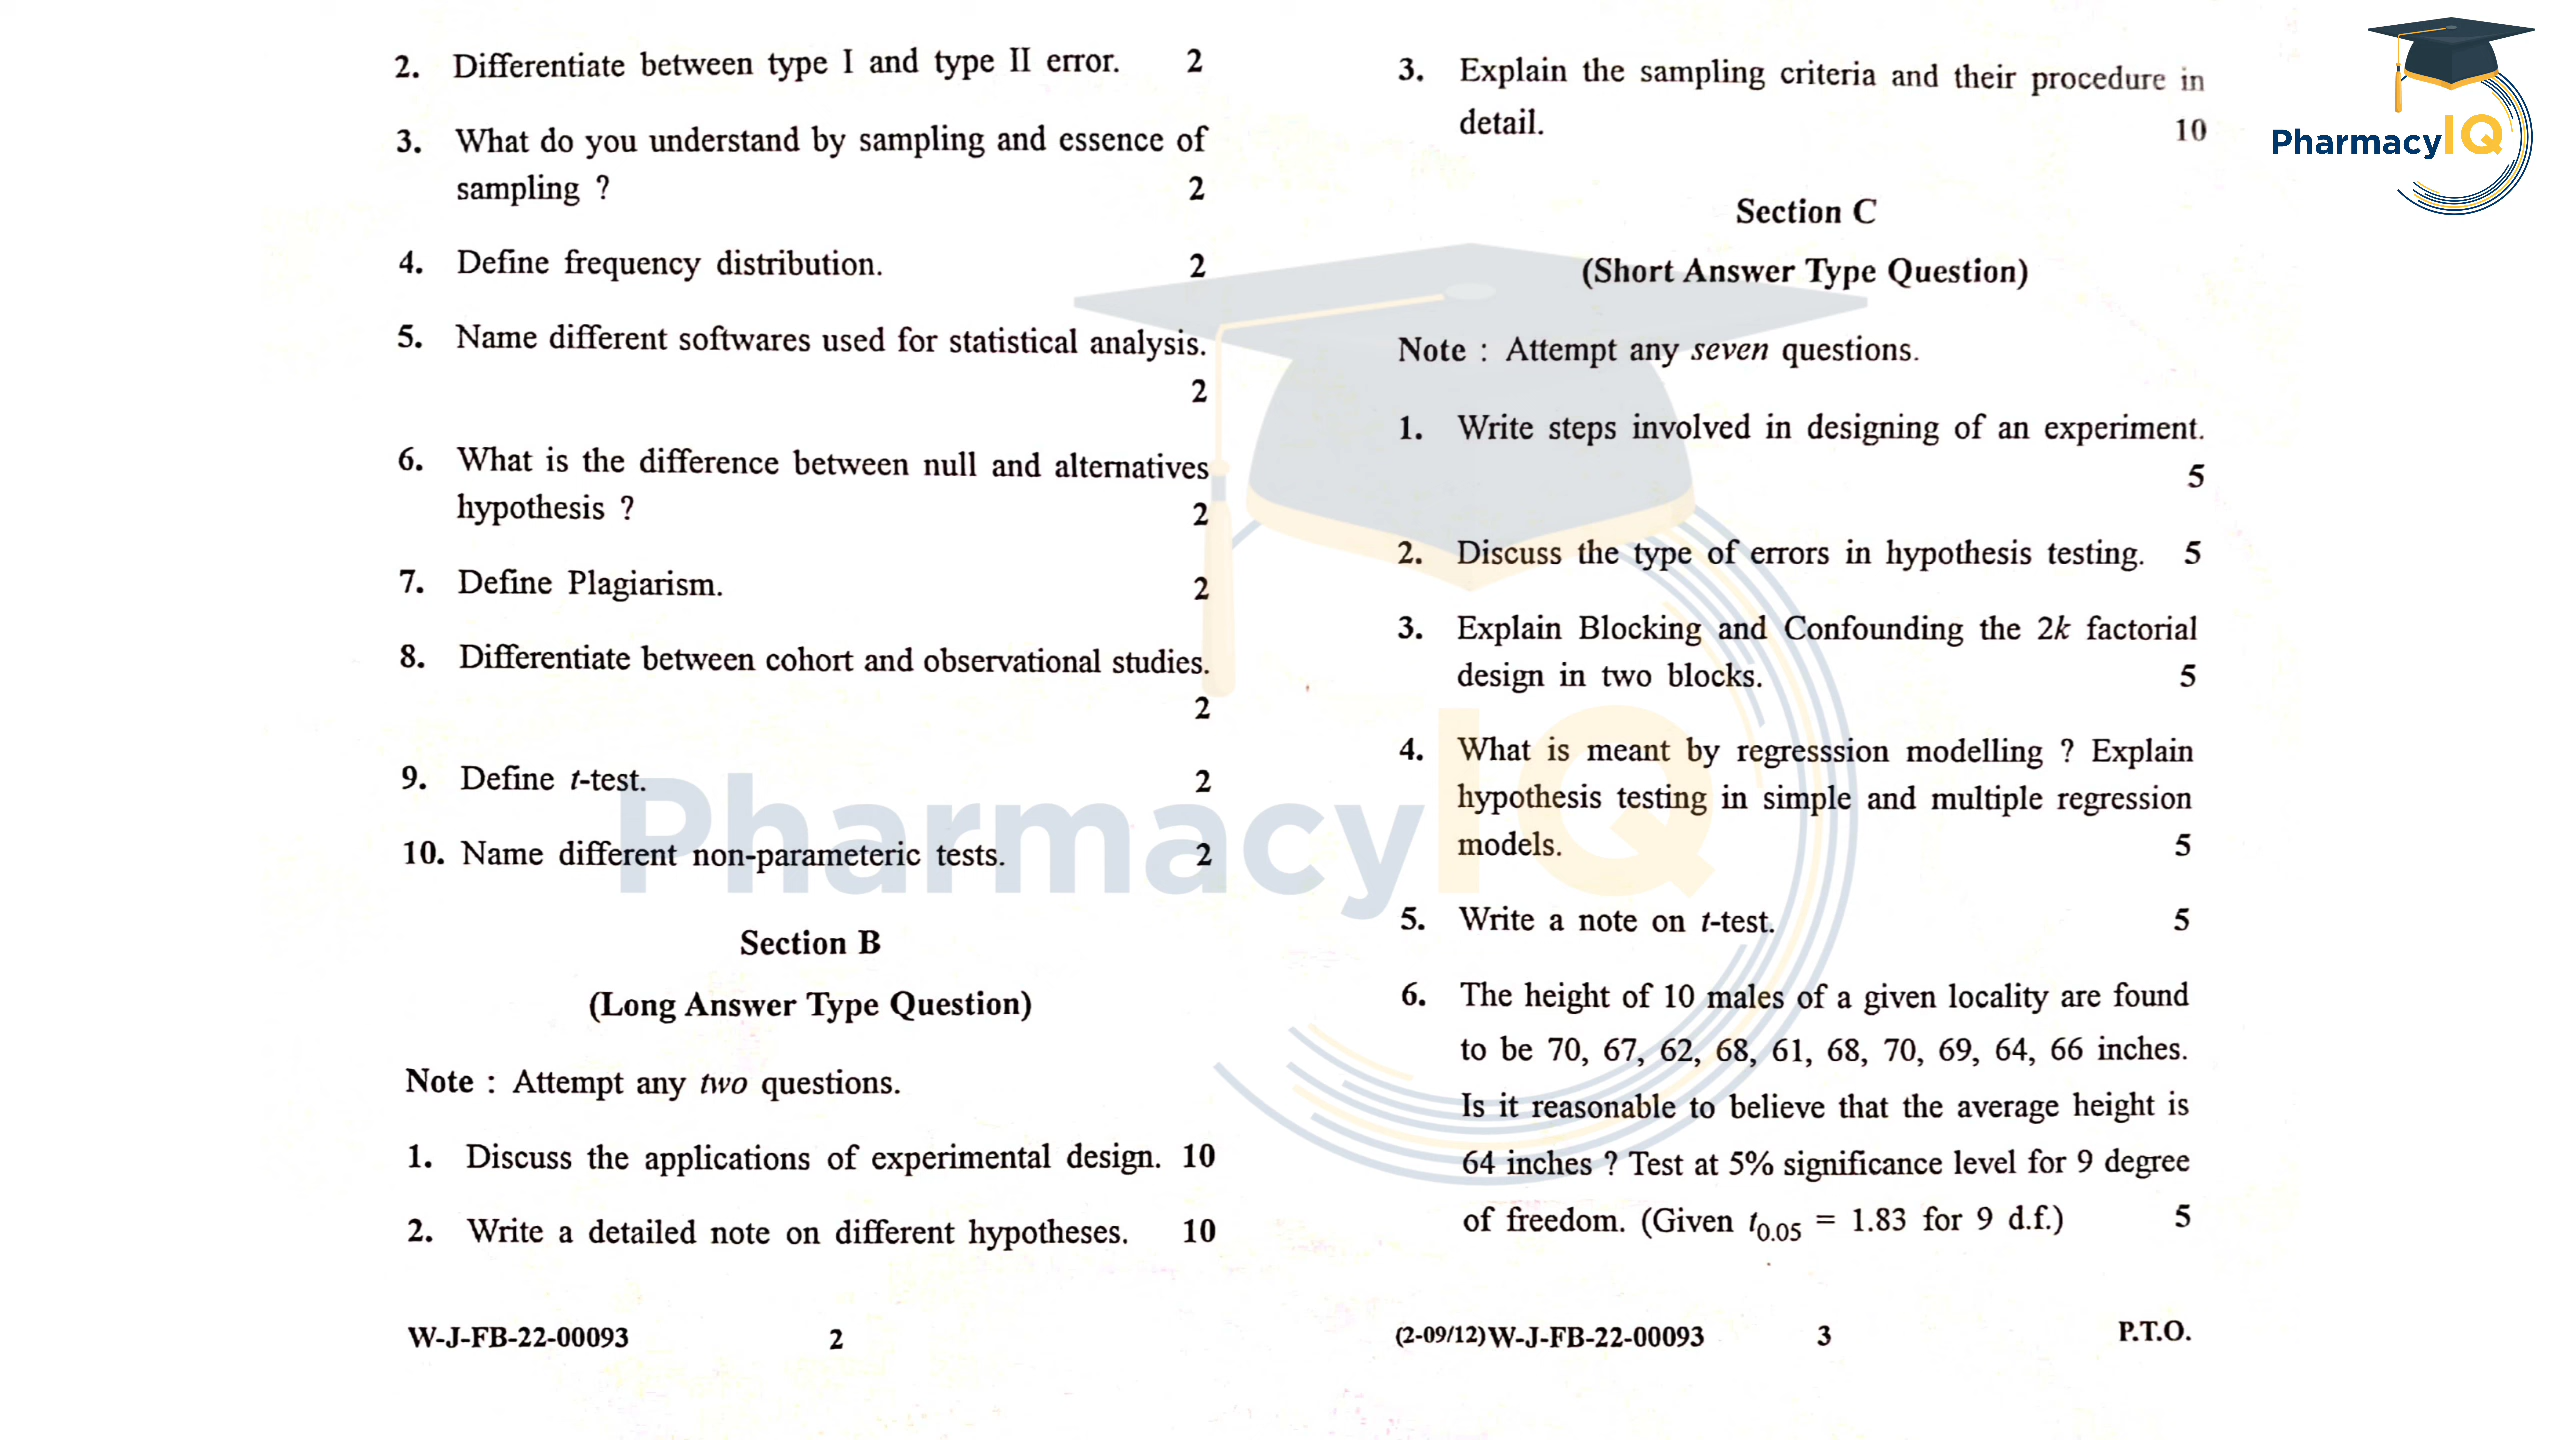 2. Differentiate between type I and type II error. 2
3. What do you understand by sampling and essence of
sampling ? 2
4. Define frequency distribution. 2
5. Name different softwares used for statistical analysis.
2
6. What is the difference between null and alternatives
hypothesis ? 2
7. Define Plagiarism. 2
8. Differentiate between cohort and observational studies.
2
9. Define t-test. 2
10. Name different non-parameteric tests. 2
Section B
(Long Answer Type Question)
Note : Attempt any two questions.
1. Discuss the applications of experimental design. 10
2. Write a detailed note on different hypotheses. 10
W-J-FB-22-00093 2
3. Explain the sampling criteria and their procedure in
detail. 10
Section C
(Short Answer Type Question)
Note : Attempt any seven questions.
1. Write steps involved in designing of an experiment.
5
2. Discuss the type of errors in hypothesis testing. 5
3. Explain Blocking and Confounding the 2k factorial
design in two blocks. 5
4. What is meant by regresssion modelling ? Explain
hypothesis testing in simple and multiple regression
models. 5
5. Write a note on t-test. 5
6. The height of 10 males of a given locality are found
to be 70, 67, 62, 68, 61, 68, 70, 69, 64, 66 inches.
Is it reasonable to believe that the average height is
64 inches ? Test at 5% significance level for 9 degree
of freedom. (Given t0.05 = 1.83 for 9 d.f.) 5
(2-09/12)W-J-FB-22-00093 3 P.T.O.
PharmacyIQ
PharmacyIQ